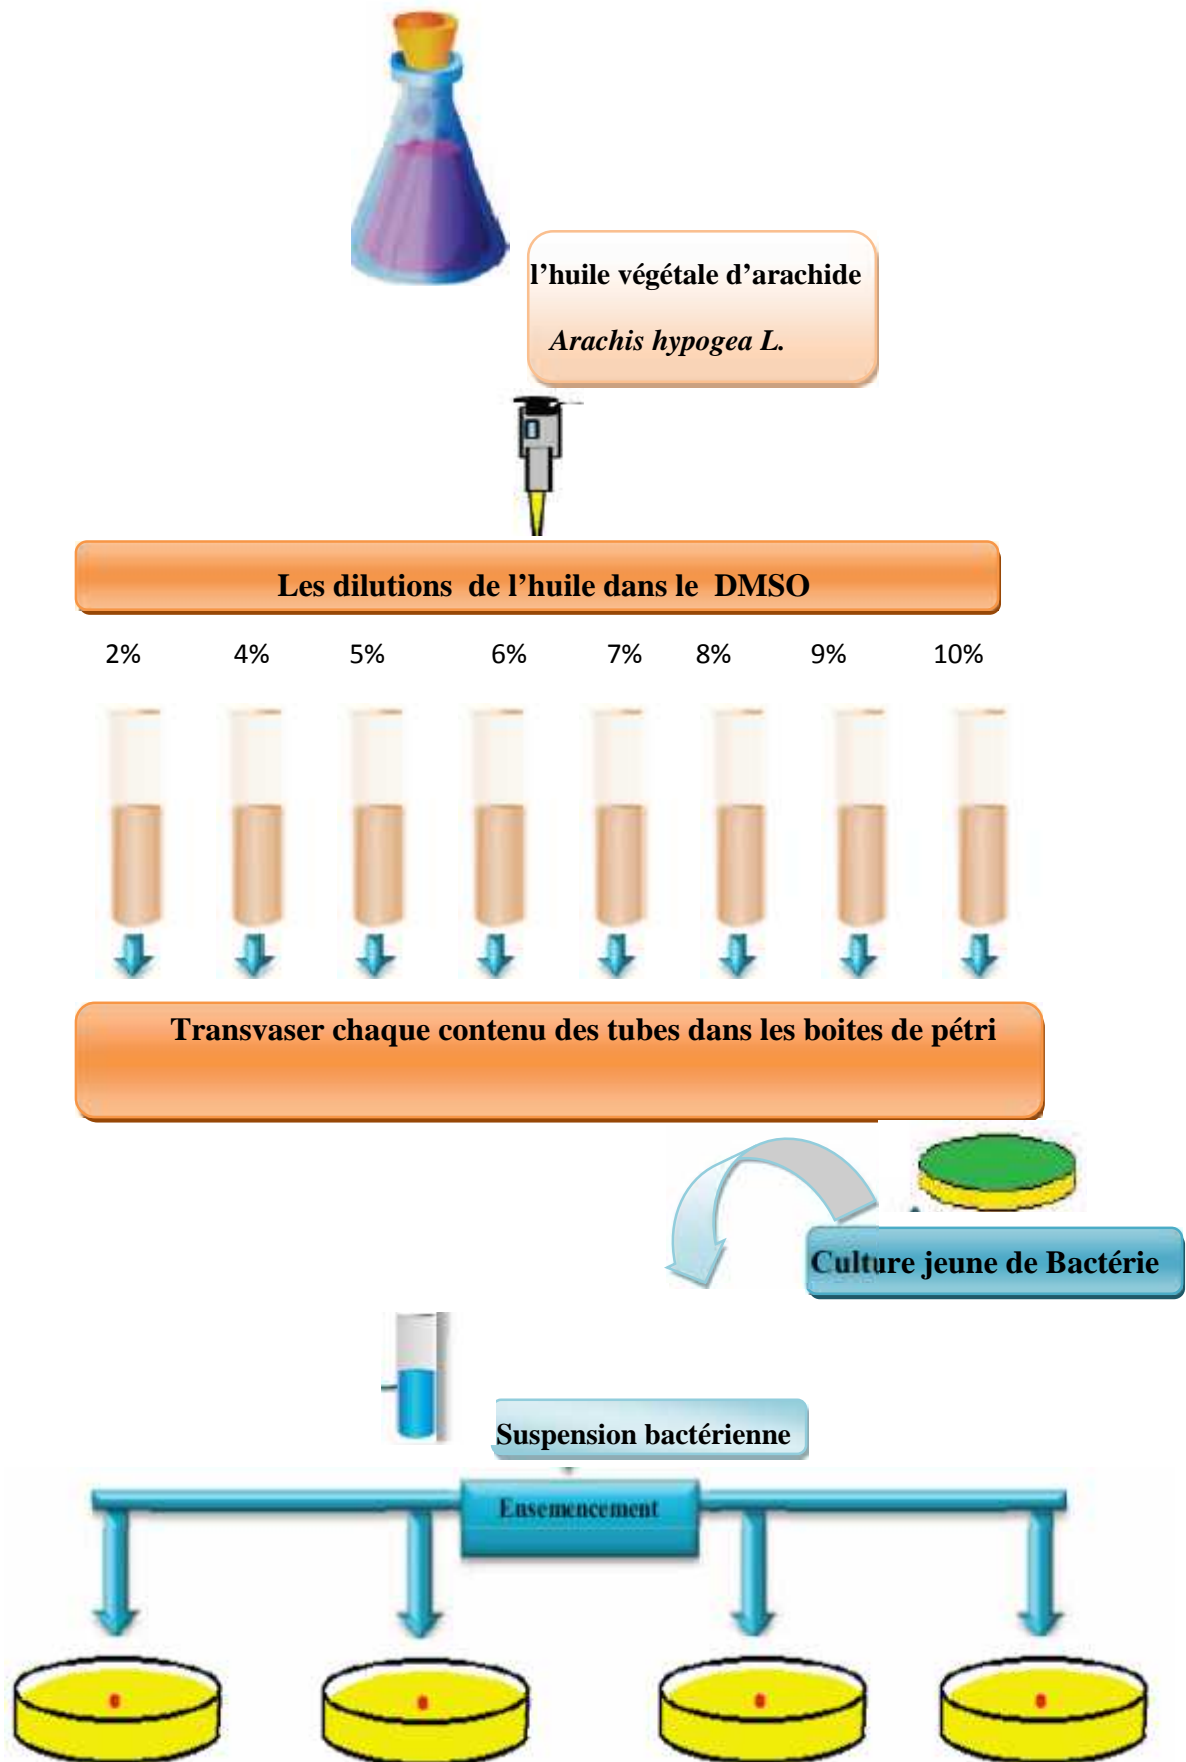 l’huile végétale d’arachide
Arachis hypogea L.
Les dilutions de l’huile dans le DMSO
2% 4% 5% 6% 7% 8% 9% 10%
Transvaser chaque contenu des tubes dans les boites de pétri
Culture jeune de Bactérie
Suspension bactérienne
Ensemencement